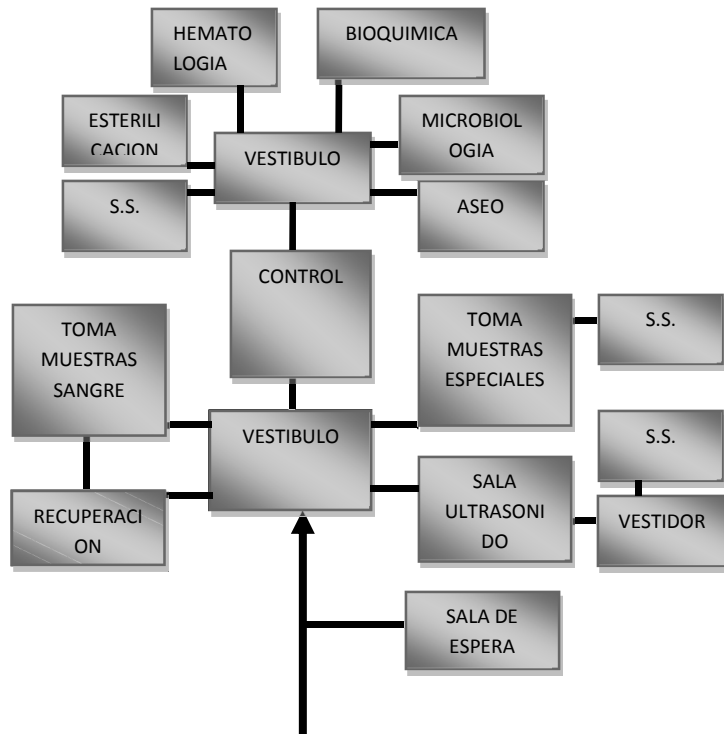 HEMATO
LOGIA
BIOQUIMICA
ESTERILI
CACION
VESTIBULO
MICROBIOL
OGIA
S.S.
ASEO
CONTROL
TOMA
MUESTRAS
SANGRE
TOMA
MUESTRAS
ESPECIALES
S.S.
VESTIBULO
S.S.
RECUPERACI
ON
SALA
ULTRASONI
DO
VESTIDOR
SALA DE
ESPERA